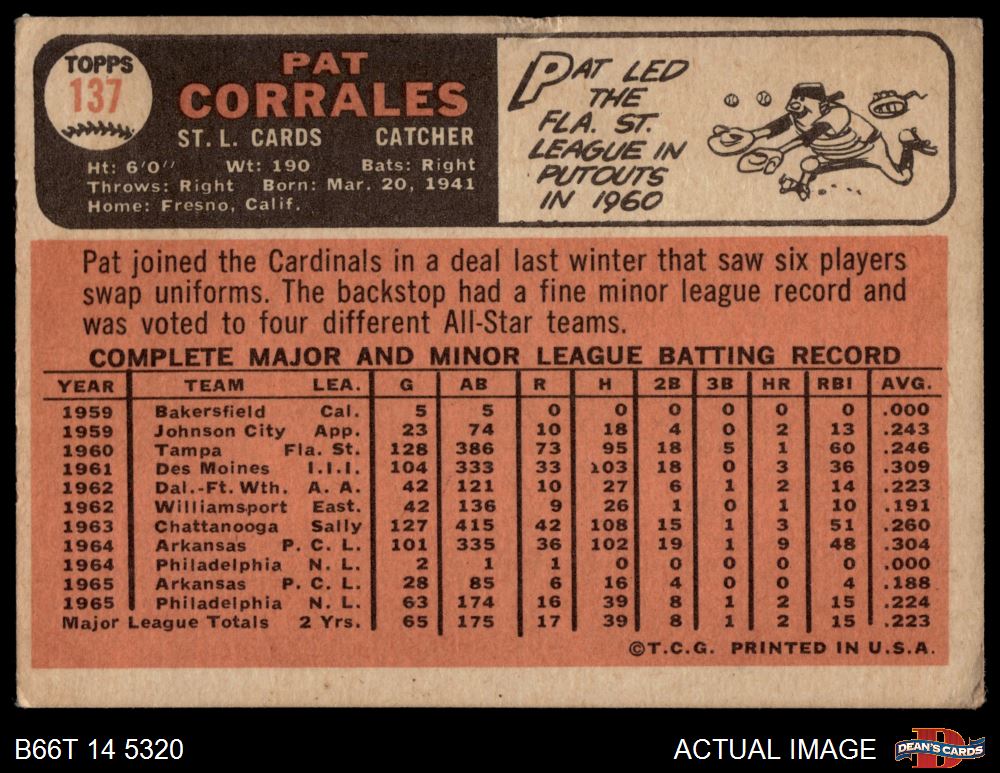 TOPPS
137
PAT
CORRALES
ST. L. CARDS CATCHER
Ht: 6'0" Wt: 190 Bats: Right
Throws: Right Born: Mar. 20, 1941
Home: Fresno, Calif.
PAT LED
THE
FLA. ST.
LEAGUE IN
PUTOUTS
IN 1960
Pat joined the Cardinals in a deal last winter that saw six players
swap uniforms. The backstop had a fine minor league record and
was voted to four different All-Star teams.
COMPLETE MAJOR AND MINOR LEAGUE BATTING RECORD
YEAR TEAM LEA. G AB R H 2B 3B HR RBI AVG.
1959 Bakersfield Cal. 5 5 0 0 0 0 0 0 .000
1959 Johnson City App. 23 74 10 18 4 0 2 13 .243
1960 Tampa Fla. St. 128 386 73 95 18 5 1 60 .246
1961 Des Moines I.I.I. 104 333 33 103 18 0 3 36 .309
1962 Dal.-Ft. Wth. A. A. 42 121 10 27 6 1 2 14 .223
1962 Williamsport East. 42 136 9 26 1 0 1 10 .191
1963 Chattanooga Sally 127 415 42 108 15 1 3 51 .260
1964 Arkansas P. C. L. 101 335 36 102 19 1 9 48 .304
1964 Philadelphia N. L. 2 1 1 0 0 0 0 0 .000
1965 Arkansas P. C. L. 28 85 6 16 4 0 0 4 .188
1965 Philadelphia N. L. 63 174 16 39 8 1 2 15 .224
Major League Totals 2 Yrs. 65 175 17 39 8 1 2 15 .223
©T.C.G. PRINTED IN U.S.A.
B66T 14 5320
ACTUAL IMAGE
D
DEAN'S CARDS